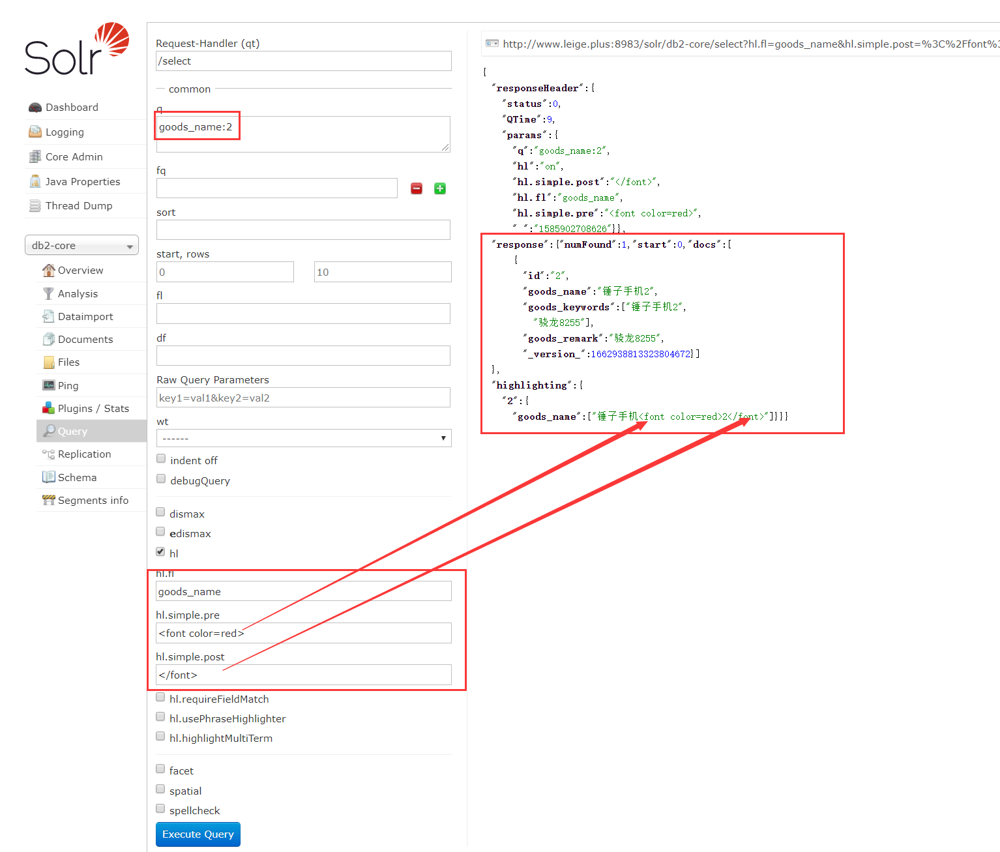 Solr
Dashboard
Logging
Core Admin
Java Properties
Thread Dump
db2-core
Overview
Analysis
Dataimport
Documents
Files
Ping
Plugins / Stats
Query
Replication
Schema
Segments info
Request-Handler (qt)
/select
common
q
goods_name:2
fq
sort
start, rows
0
10
fl
df
Raw Query Parameters
key1=val1&key2=val2
wt
------
indent off
debugQuery
dismax
edismax
hl
hl.fl
goods_name
hl.simple.pre
<font color=red>
hl.simple.post
</font>
hl.requireFieldMatch
hl.usePhraseHighlighter
hl.highlightMultiTerm
facet
spatial
spellcheck
Execute Query
http://www.leige.plus:8983/solr/db2-core/select?hl.fl=goods_name&hl.simple.post=%3C%2Ffont%
{
"responseHeader":{
"status":0,
"QTime":9,
"params":{
"q":"goods_name:2",
"hl":"on",
"hl.simple.post":"</font>",
"hl.fl":"goods_name",
"hl.simple.pre":"<font color=red>",
"_":"1585902708626"}},
"response":{"numFound":1,"start":0,"docs":[
{
"id":"2",
"goods_name":"锤子手机2",
"goods_keywords":["锤子手机2",
"骁龙8255"],
"goods_remark":"骁龙8255",
"_version_":1662938813323804672}]
},
"highlighting":{
"2":{
"goods_name":["锤子手机<font color=red>2</font>"]}}}